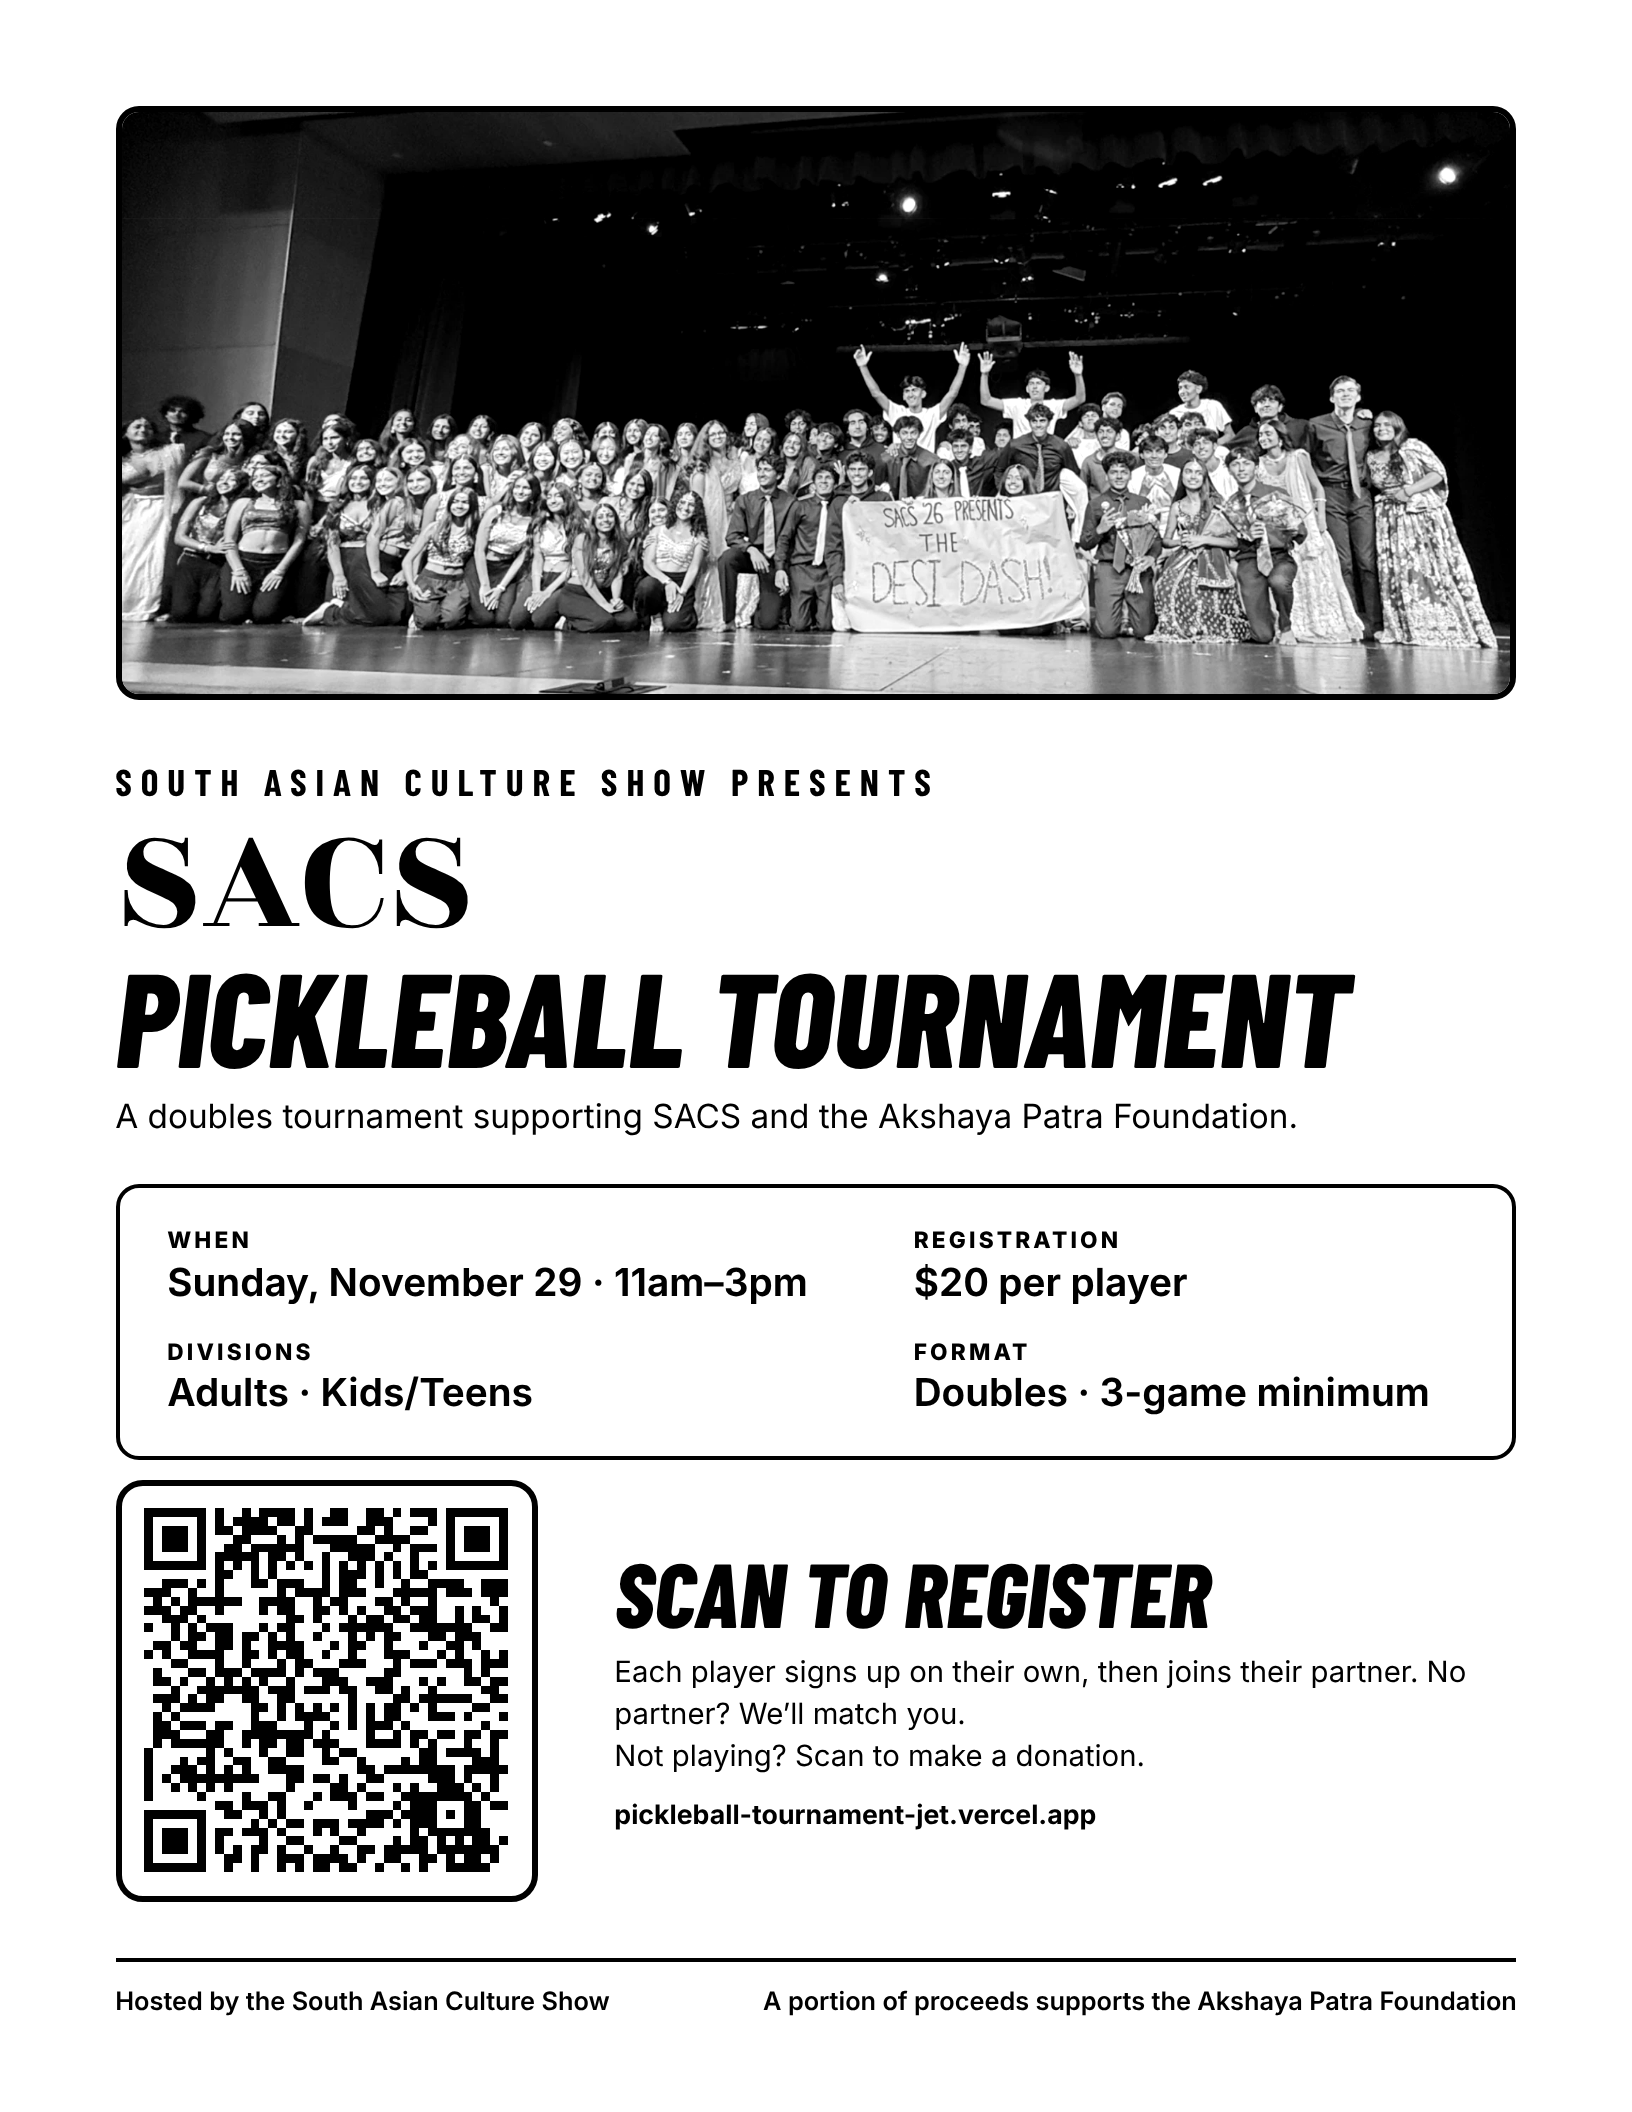 SACS '26 PRESENTS
THE
DESI DASH!
SOUTH ASIAN CULTURE SHOW PRESENTS
SACS
PICKLEBALL TOURNAMENT
A doubles tournament supporting SACS and the Akshaya Patra Foundation.
WHEN
Sunday, November 29 · 11am–3pm
REGISTRATION
$20 per player
DIVISIONS
Adults · Kids/Teens
FORMAT
Doubles · 3-game minimum
SCAN TO REGISTER
Each player signs up on their own, then joins their partner. No
partner? We’ll match you.
Not playing? Scan to make a donation.
pickleball-tournament-jet.vercel.app
Hosted by the South Asian Culture Show
A portion of proceeds supports the Akshaya Patra Foundation